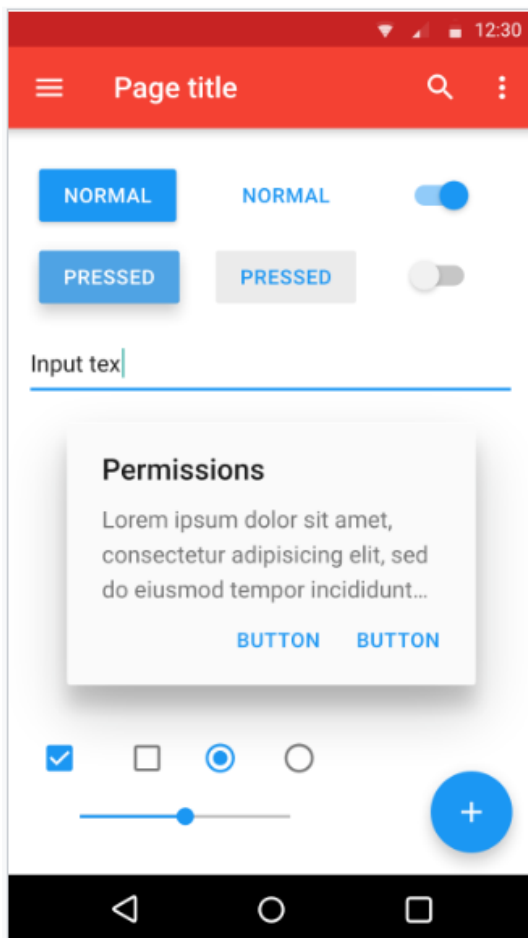 12:30
Page title
NORMAL NORMAL
PRESSED PRESSED
Input tex
Permissions
Lorem ipsum dolor sit amet,
consectetur adipisicing elit, sed
do eiusmod tempor incididunt...
BUTTON BUTTON